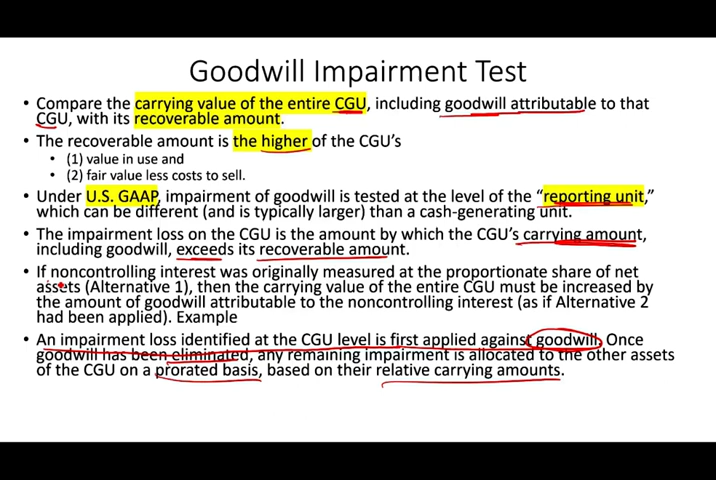 Goodwill Impairment Test
• Compare the carrying value of the entire CGU, including goodwill attributable to that
CGU, with its recoverable amount.
• The recoverable amount is the higher of the CGU's
• (1) value in use and
• (2) fair value less costs to sell.
• Under U.S. GAAP, impairment of goodwill is tested at the level of the “reporting unit,”
which can be different (and is typically larger) than a cash-generating unit.
• The impairment loss on the CGU is the amount by which the CGU's carrying amount,
including goodwill, exceeds its recoverable amount.
• If noncontrolling interest was originally measured at the proportionate share of net
assets (Alternative 1), then the carrying value of the entire CGU must be increased by
the amount of goodwill attributable to the noncontrolling interest (as if Alternative 2
had been applied). Example
• An impairment loss identified at the CGU level is first applied against goodwill. Once
goodwill has been eliminated, any remaining impairment is allocated to the other assets
of the CGU on a prorated basis, based on their relative carrying amounts.